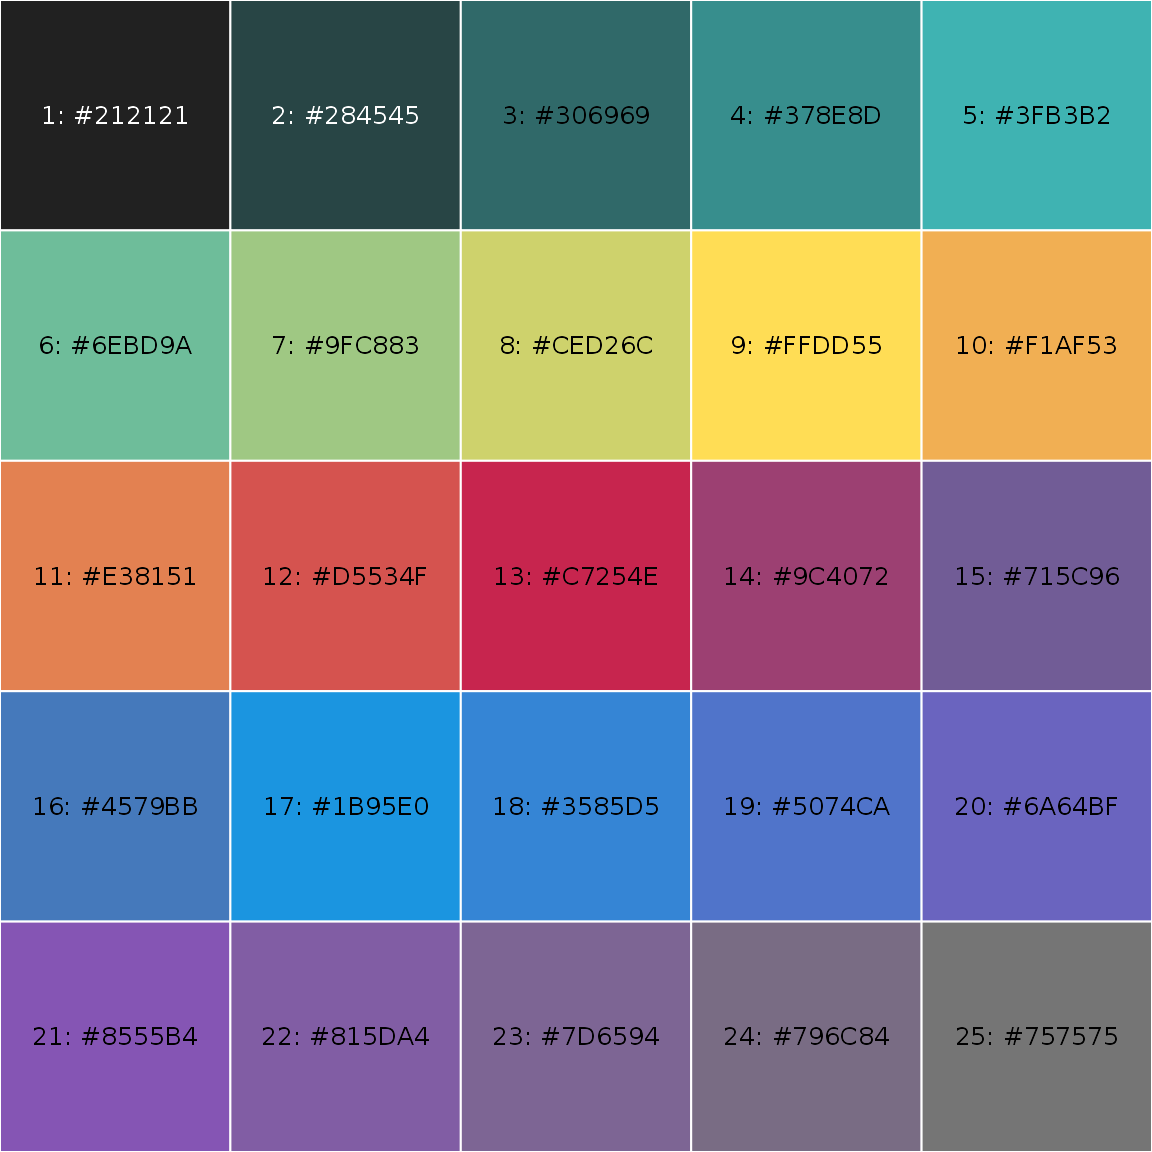 1: #212121
2: #284545
3: #306969
4: #378E8D
5: #3FB3B2
6: #6EBD9A
7: #9FC883
8: #CED26C
9: #FFDD55
10: #F1AF53
11: #E38151
12: #D5534F
13: #C7254E
14: #9C4072
15: #715C96
16: #4579BB
17: #1B95E0
18: #3585D5
19: #5074CA
20: #6A64BF
21: #8555B4
22: #815DA4
23: #7D6594
24: #796C84
25: #757575